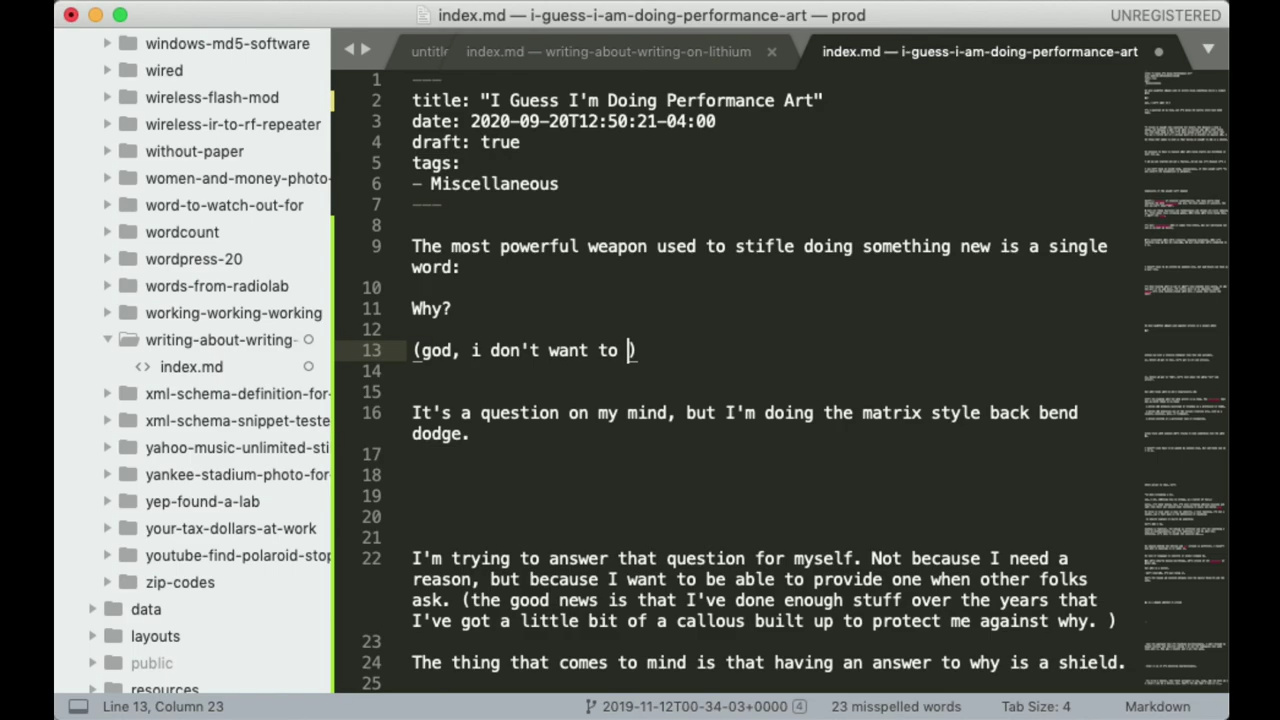 index.md — i-guess-i-am-doing-performance-art — prod
UNREGISTERED
windows-md5-software
wired
wireless-flash-mod
wireless-ir-to-rf-repeater
without-paper
women-and-money-photo-
word-to-watch-out-for
wordcount
wordpress-20
words-from-radiolab
working-working-working
writing-about-writing-
index.md
xml-schema-definition-for-
xml-schema-snippet-teste
yahoo-music-unlimited-sti
yankee-stadium-photo-for-
yep-found-a-lab
your-tax-dollars-at-work
youtube-find-polaroid-stop
zip-codes
data
layouts
public
resources
untitle
index.md — writing-about-writing-on-lithium
index.md — i-guess-i-am-doing-performance-art
1 ---
2 title: "I Guess I'm Doing Performance Art"
3 date: 2020-09-20T12:50:21-04:00
4 draft: true
5 tags:
6 - Miscellaneous
7 ---
8
9 The most powerful weapon used to stifle doing something new is a single
word:
10
11 Why?
12
13 (god, i don't want to )
14
15
16 It's a question on my mind, but I'm doing the matrix style back bend
dodge.
17
18
19
20
21
22 I'm trying to answer that question for myself. Not because I need a
reason, but because I want to be able to provide one when other folks
ask. (the good news is that I've done enough stuff over the years that
I've got a little bit of a callous built up to protect me against why. )
23
24 The thing that comes to mind is that having an answer to why is a shield.
25
Line 13, Column 23
2019-11-12T00-34-03+0000 4
23 misspelled words
Tab Size: 4
Markdown